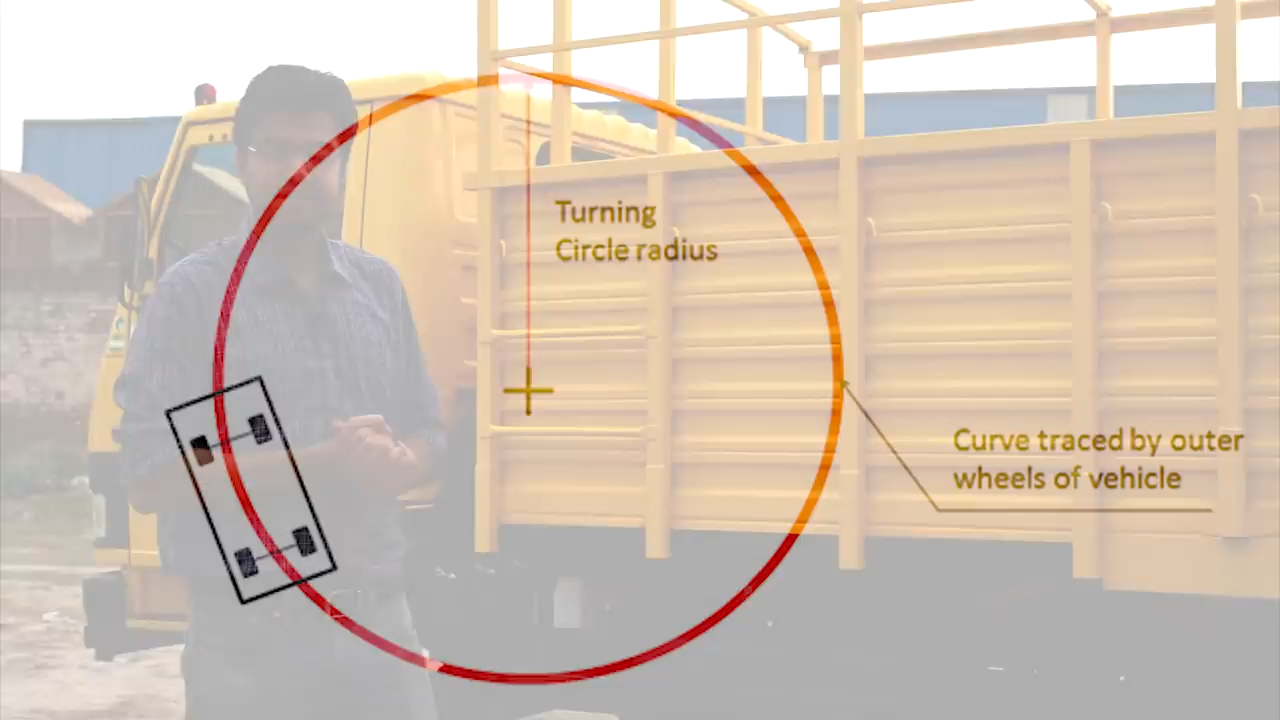 Turning
Circle radius
Curve traced by outer
wheels of vehicle